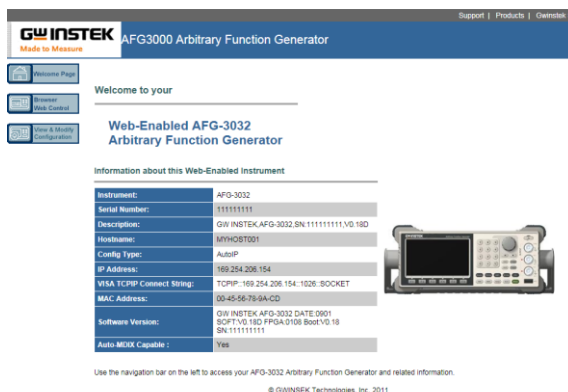 Support | Products | Gwinstek
GW INSTEK
Made to Measure
AFG3000 Arbitrary Function Generator
Welcome Page
Browser
Web Control
View & Modify
Configuration
Welcome to your
Web-Enabled AFG-3032
Arbitrary Function Generator
Information about this Web-Enabled Instrument
Instrument: AFG-3032
Serial Number: 111111111
Description: GW INSTEK,AFG-3032,SN:111111111,V0.18D
Hostname: MYHOST001
Config Type: AutoIP
IP Address: 169.254.206.154
VISA TCPIP Connect String: TCPIP::169.254.206.154::1026::SOCKET
MAC Address: 00-45-56-78-9A-CD
Software Version: GW INSTEK AFG-3032 DATE:0901
SOFT:V0.18D FPGA:0108 Boot:V0.18
SN:111111111
Auto-MDIX Capable : Yes
Use the navigation bar on the left to access your AFG-3032 Arbitrary Function Generator and related information.
© GWINSEK Technologies, Inc. 2011